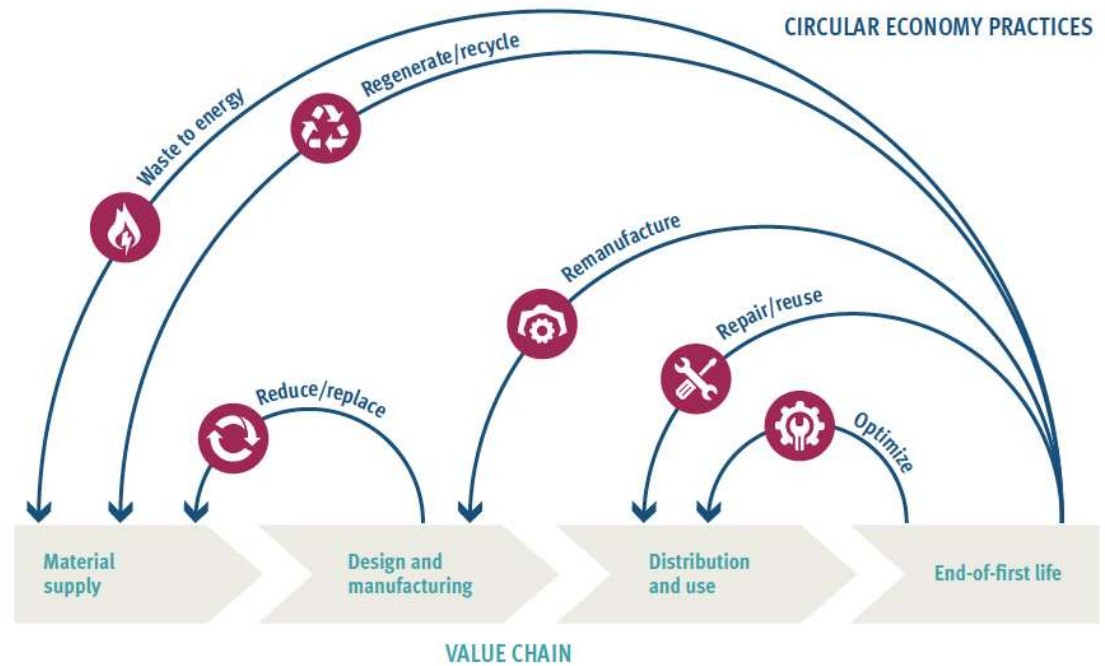 CIRCULAR ECONOMY PRACTICES
Waste to energy
Regenerate/recycle
Remanufacture
Repair/reuse
Reduce/replace
Optimize
Material
supply
Design and
manufacturing
Distribution
and use
End-of-first life
VALUE CHAIN